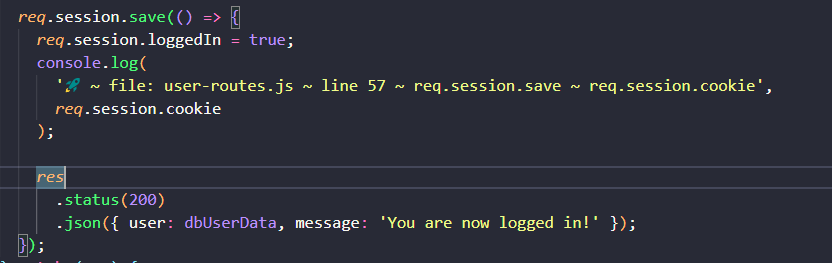 req.session.save(() => {
req.session.loggedIn = true;
console.log(
'🚀 ~ file: user-routes.js ~ line 57 ~ req.session.save ~ req.session.cookie',
req.session.cookie
);
res
.status(200)
.json({ user: dbUserData, message: 'You are now logged in!' });
});